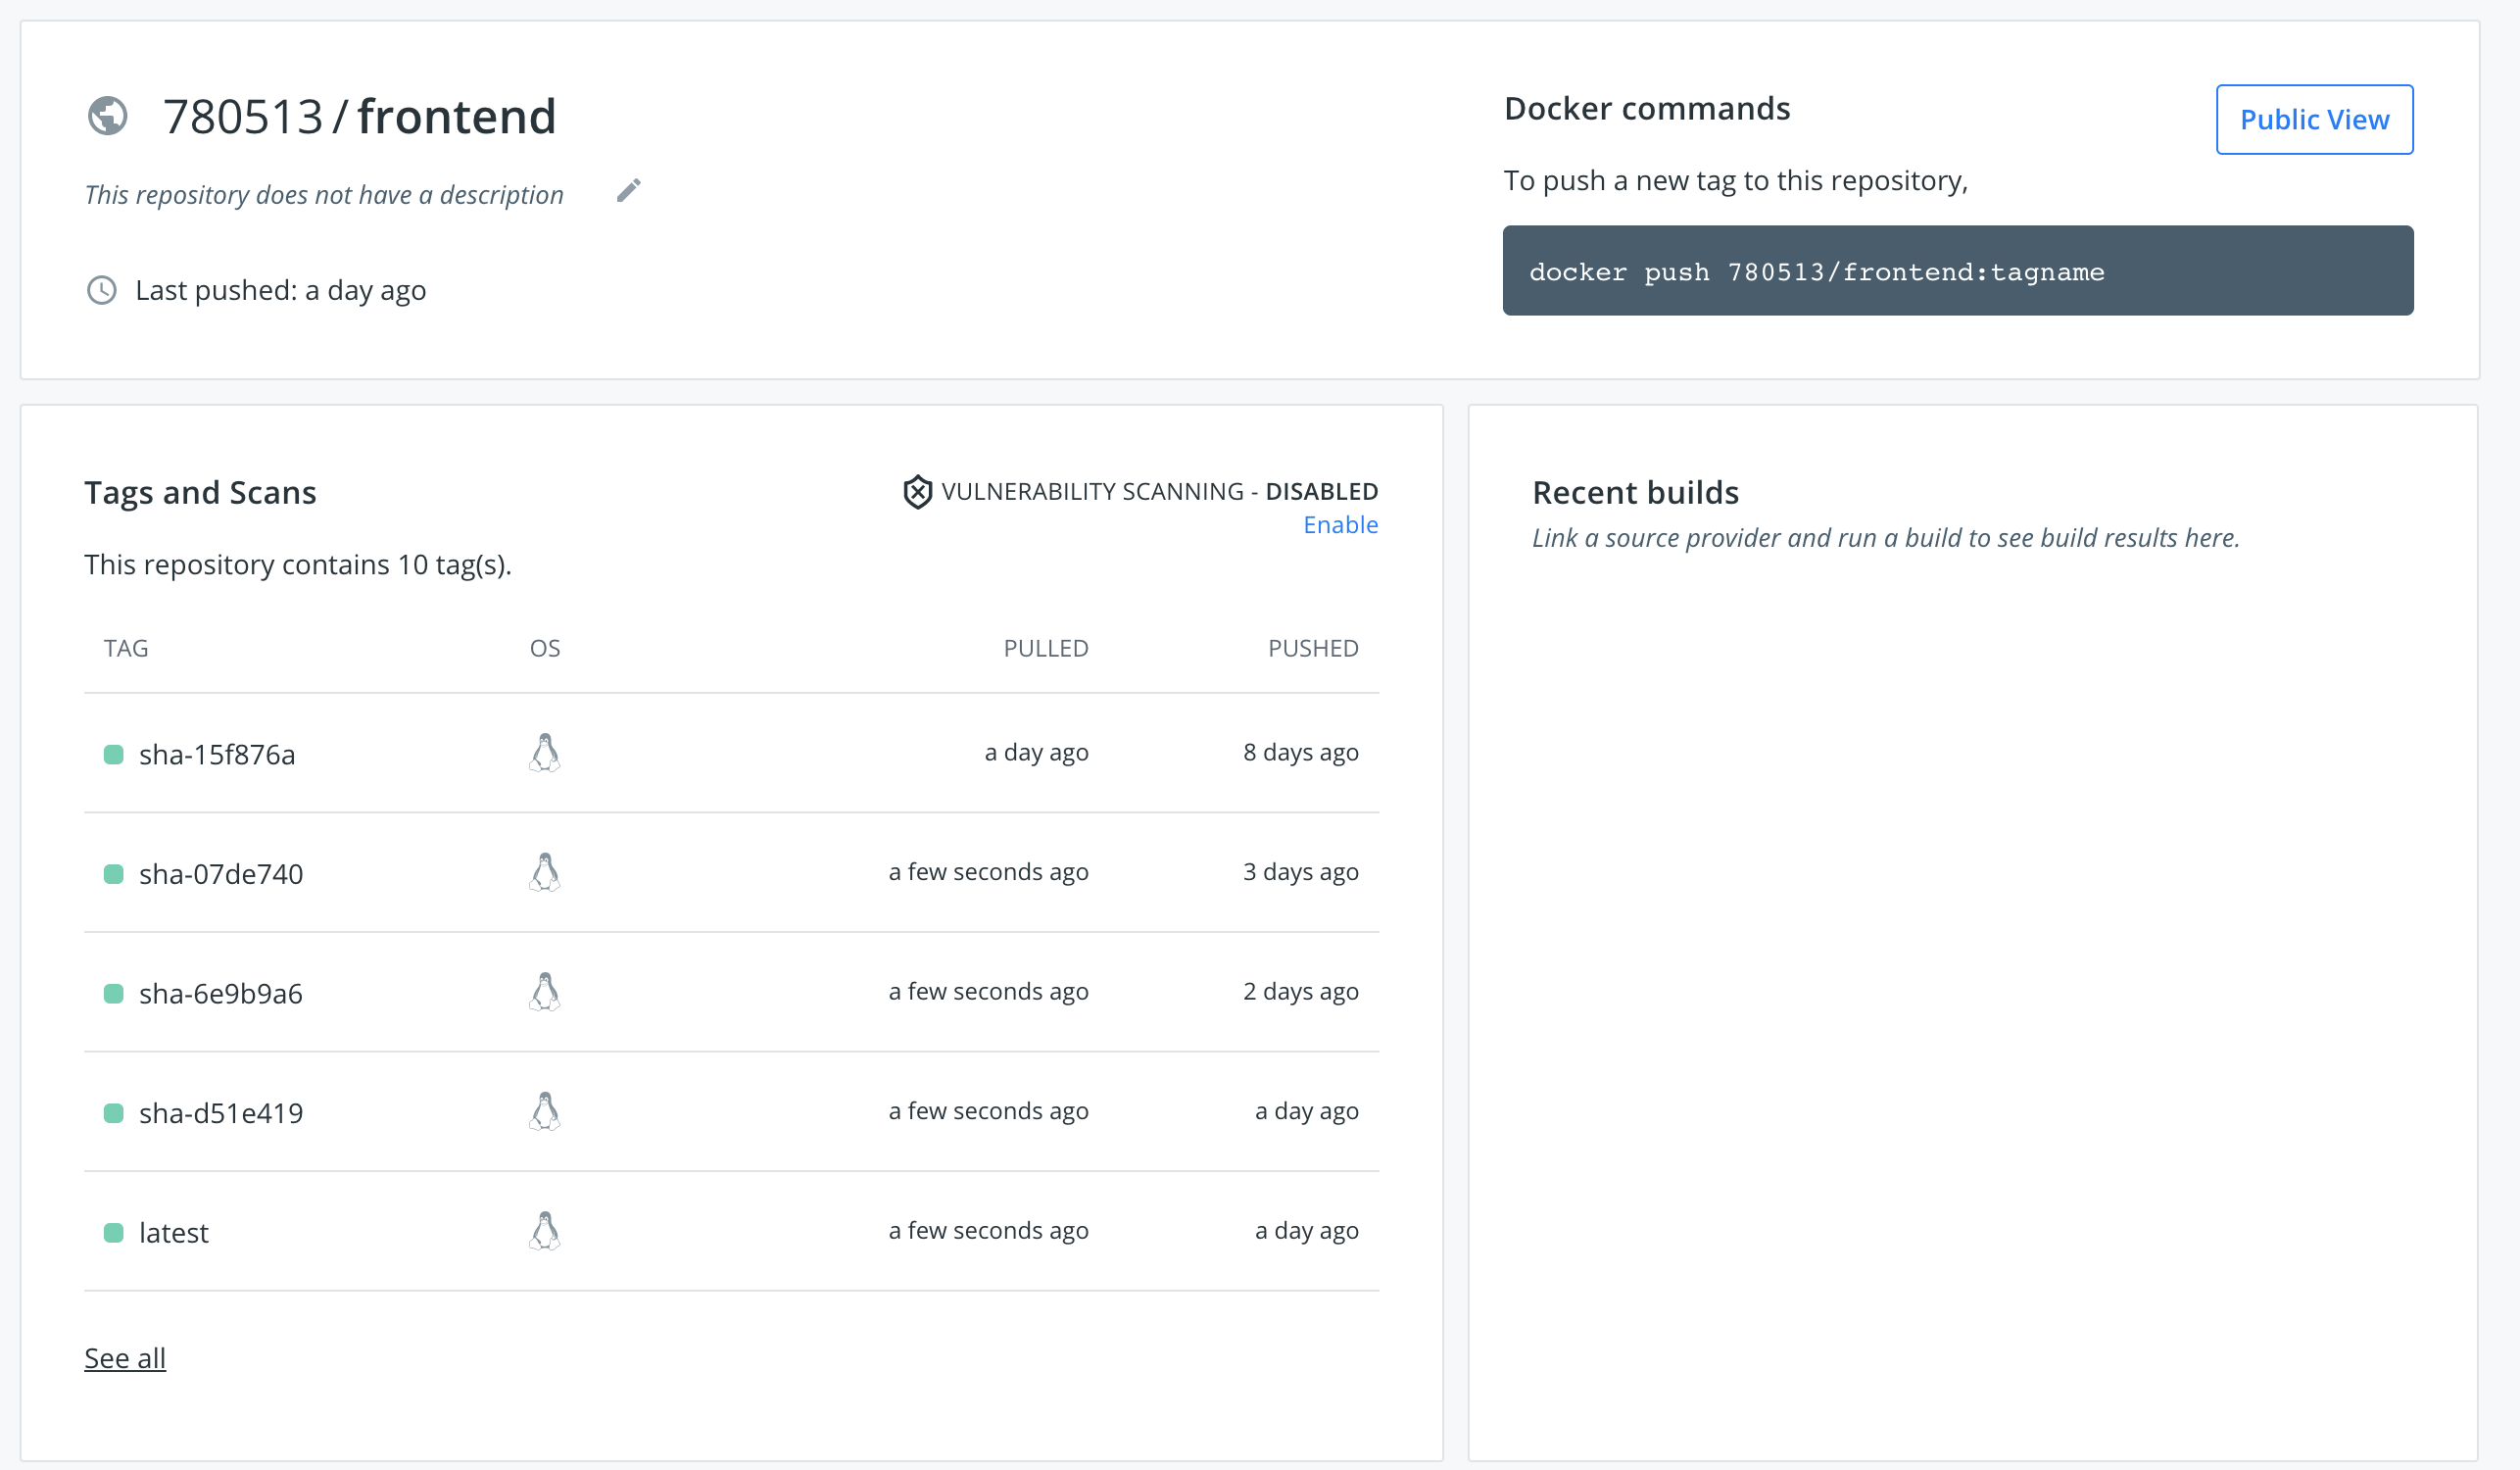 780513 / frontend
This repository does not have a description
Last pushed: a day ago
Docker commands
Public View
To push a new tag to this repository,
docker push 780513/frontend:tagname
Tags and Scans
VULNERABILITY SCANNING - DISABLED
Enable
This repository contains 10 tag(s).
TAG OS PULLED PUSHED
sha-15f876a a day ago 8 days ago
sha-07de740 a few seconds ago 3 days ago
sha-6e9b9a6 a few seconds ago 2 days ago
sha-d51e419 a few seconds ago a day ago
latest a few seconds ago a day ago
See all
Recent builds
Link a source provider and run a build to see build results here.